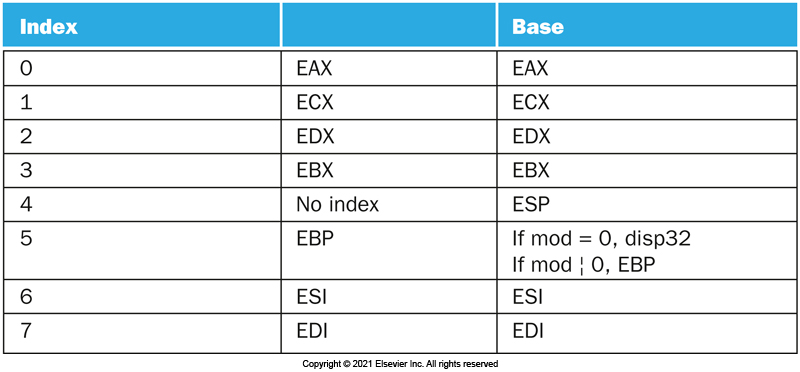 Index Base
0 EAX EAX
1 ECX ECX
2 EDX EDX
3 EBX EBX
4 No index ESP
5 EBP If mod = 0, disp32
If mod ¦ 0, EBP
6 ESI ESI
7 EDI EDI
Copyright © 2021 Elsevier Inc. All rights reserved